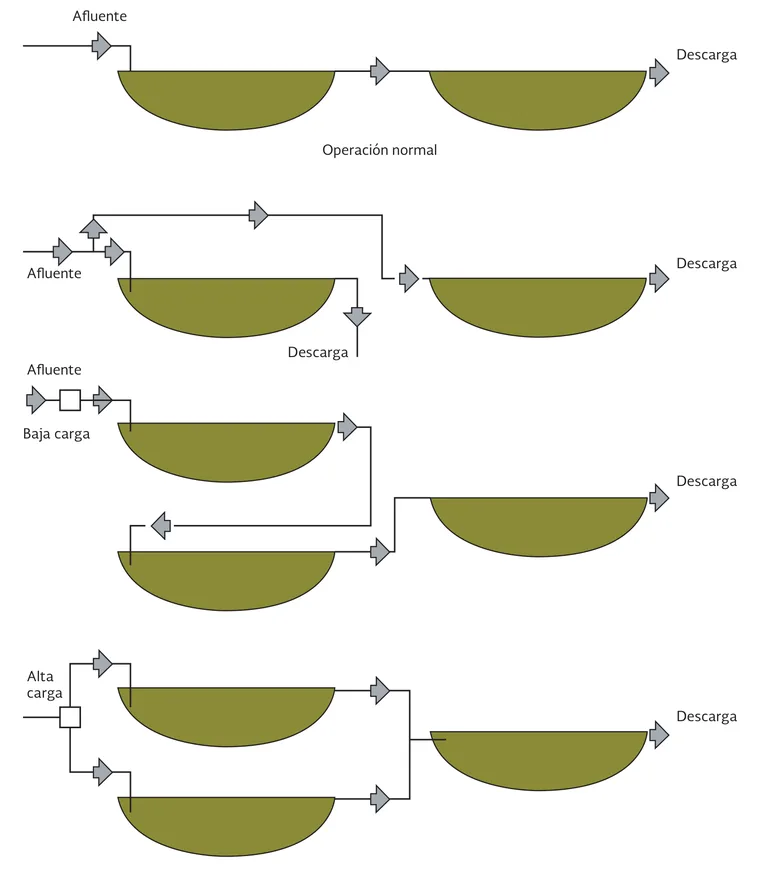 Afluente
Descarga
Operación normal
Afluente
Descarga
Descarga
Afluente
Baja carga
Descarga
Alta
carga
Descarga